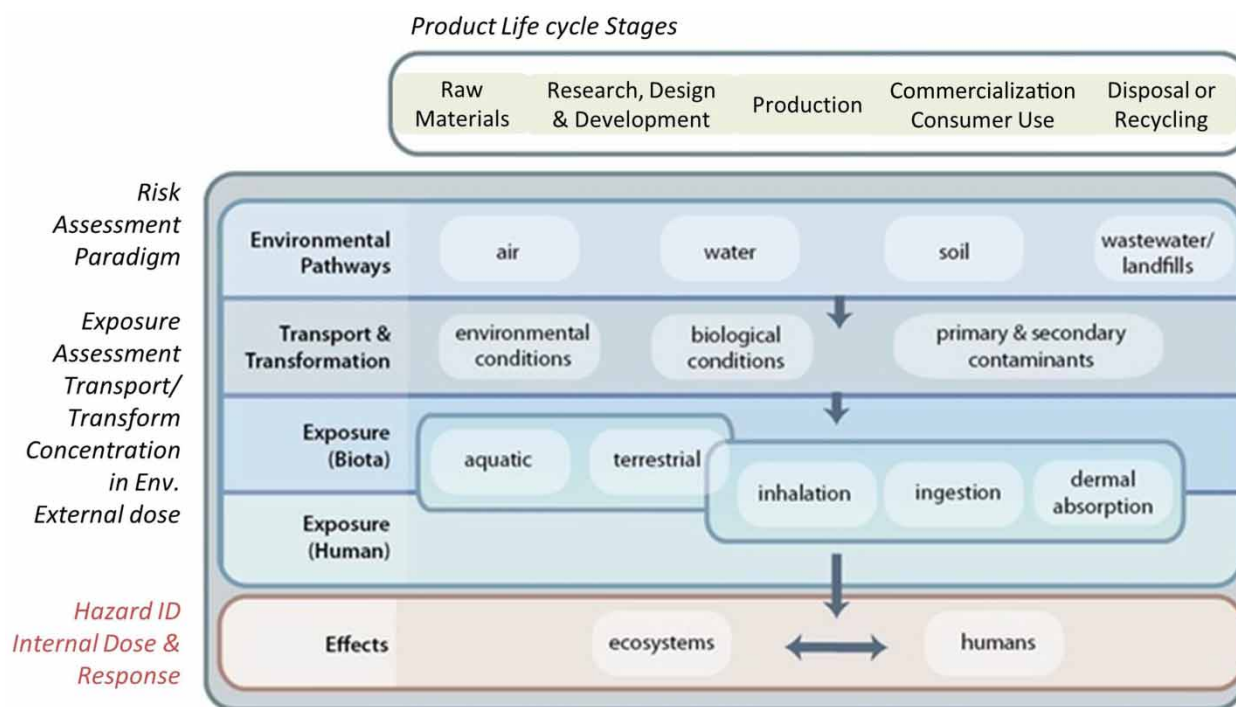 Product Life cycle Stages
Raw
Materials
Research, Design
& Development
Production
Commercialization
Consumer Use
Disposal or
Recycling
Risk
Assessment
Paradigm
Exposure
Assessment
Transport/
Transform
Concentration
in Env.
External dose
Hazard ID
Internal Dose &
Response
Environmental
Pathways
air
water
soil
wastewater/
landfills
Transport &
Transformation
environmental
conditions
biological
conditions
primary & secondary
contaminants
Exposure
(Biota)
aquatic
terrestrial
inhalation
ingestion
dermal
absorption
Exposure
(Human)
Effects
ecosystems
humans